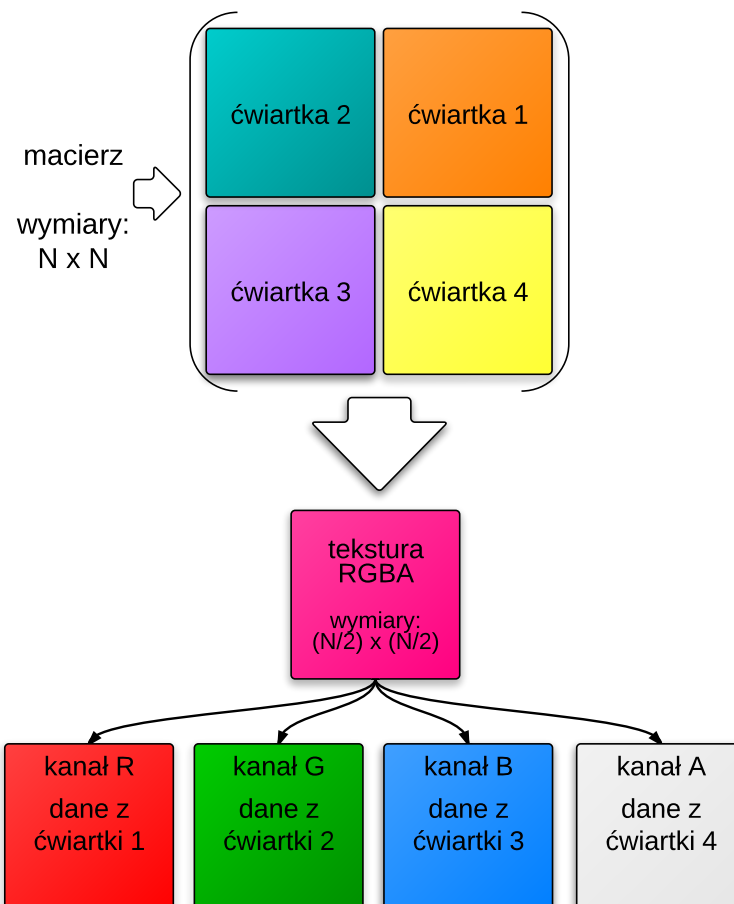 ćwiartka 2
ćwiartka 1
macierz
wymiary:
N x N
ćwiartka 3
ćwiartka 4
tekstura
RGBA
wymiary:
(N/2) x (N/2)
kanał R
dane z
ćwiartki 1
kanał G
dane z
ćwiartki 2
kanał B
dane z
ćwiartki 3
kanał A
dane z
ćwiartki 4